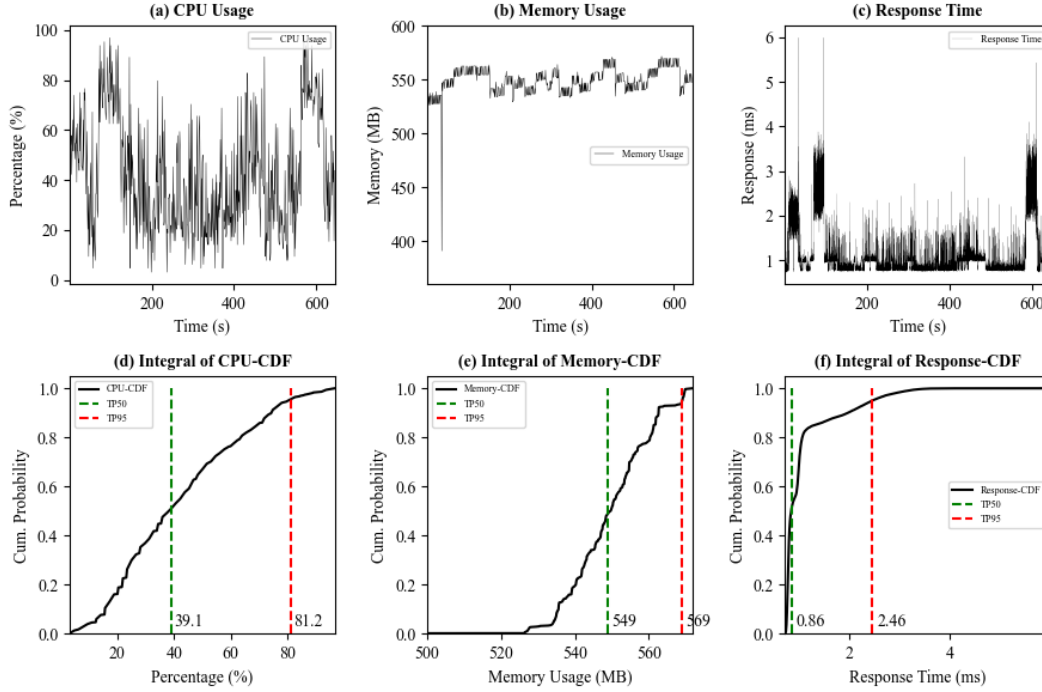 (a) CPU Usage
CPU Usage
100
80
60
40
20
0
Percentage (%)
200
400
600
Time (s)
(b) Memory Usage
Memory Usage
600
550
500
450
400
Memory (MB)
200
400
600
Time (s)
(c) Response Time
Response Time
6
5
4
3
2
1
Response (ms)
0
200
400
600
Time (s)
(d) Integral of CPU-CDF
CPU-CDF
TP50
TP95
1.0
0.8
0.6
0.4
0.2
0.0
Cum. Probability
39.1
81.2
20
40
60
80
Percentage (%)
(e) Integral of Memory-CDF
Memory-CDF
TP50
TP95
1.0
0.8
0.6
0.4
0.2
0.0
Cum. Probability
549
569
500
520
540
560
Memory Usage (MB)
(f) Integral of Response-CDF
Response-CDF
TP50
TP95
1.0
0.8
0.6
0.4
0.2
0.0
Cum. Probability
0.86
2.46
2
4
Response Time (ms)